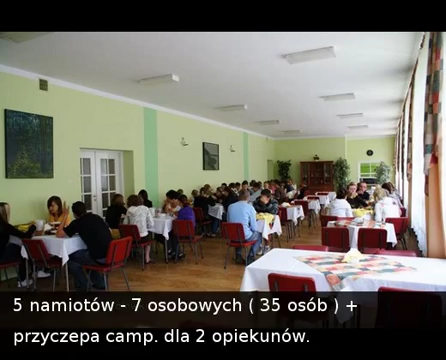 5 namiotów - 7 osobowych ( 35 osób ) +
przyczepa camp. dla 2 opiekunów.